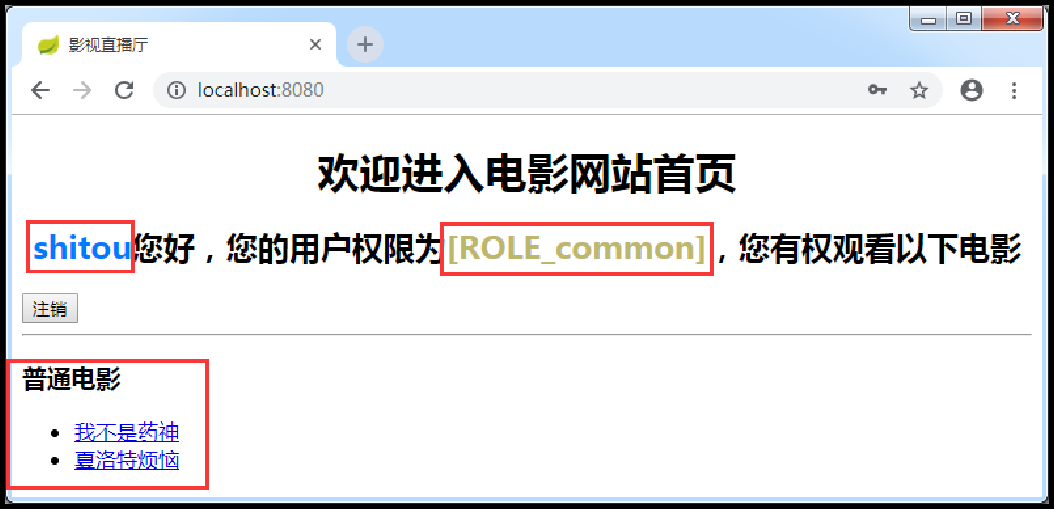 影视直播厅
localhost:8080
欢迎进入电影网站首页
shitou您好，您的用户权限为[ROLE_common]，您有权观看以下电影
注销
普通电影
我不是药神
夏洛特烦恼